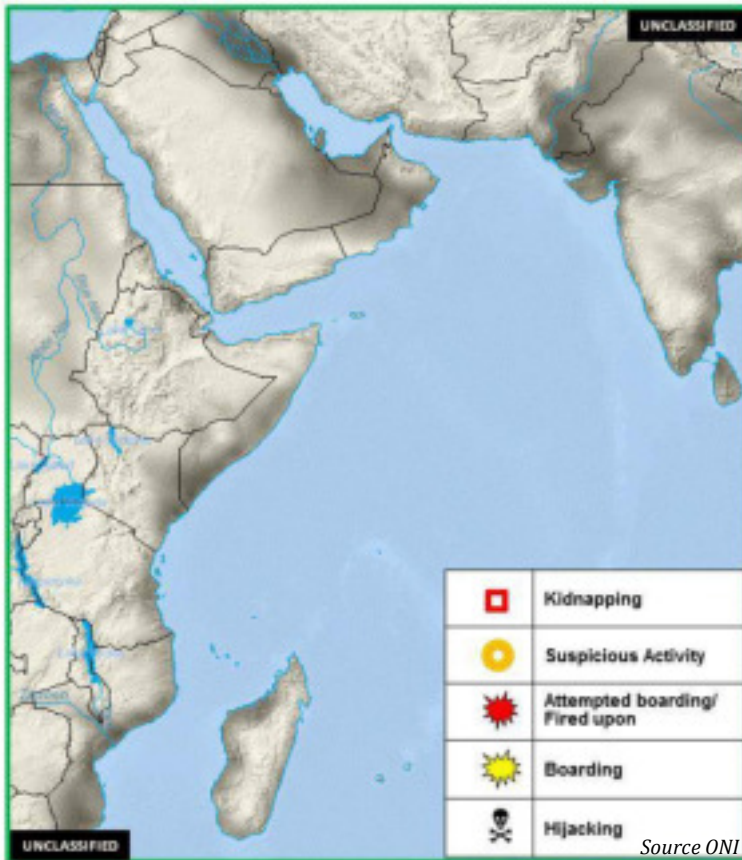 UNCLASSIFIED
Kidnapping
Suspicious Activity
Attempted boarding/
Fired upon
Boarding
Hijacking
UNCLASSIFIED
Source ONI